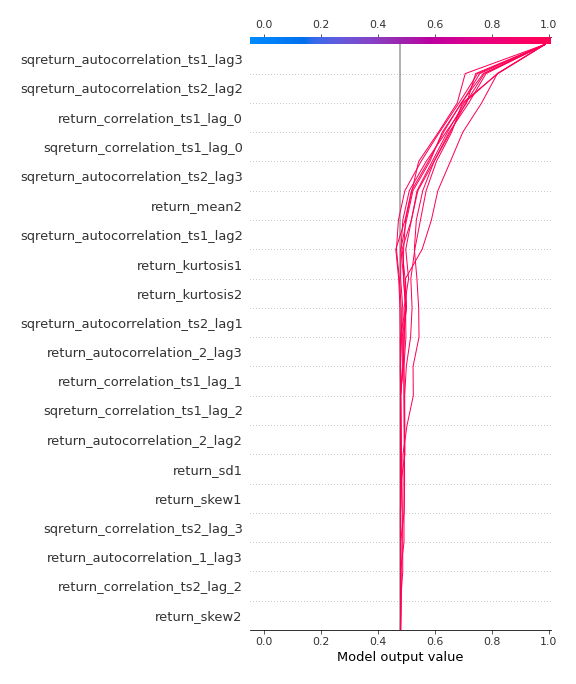 0.0 0.2 0.4 0.6 0.8 1.0
sqreturn_autocorrelation_ts1_lag3
sqreturn_autocorrelation_ts2_lag2
return_correlation_ts1_lag_0
sqreturn_correlation_ts1_lag_0
sqreturn_autocorrelation_ts2_lag3
return_mean2
sqreturn_autocorrelation_ts1_lag2
return_kurtosis1
return_kurtosis2
sqreturn_autocorrelation_ts2_lag1
return_autocorrelation_2_lag3
return_correlation_ts1_lag_1
sqreturn_correlation_ts1_lag_2
return_autocorrelation_2_lag2
return_sd1
return_skew1
sqreturn_correlation_ts2_lag_3
return_autocorrelation_1_lag3
return_correlation_ts2_lag_2
return_skew2
0.0 0.2 0.4 0.6 0.8 1.0
Model output value